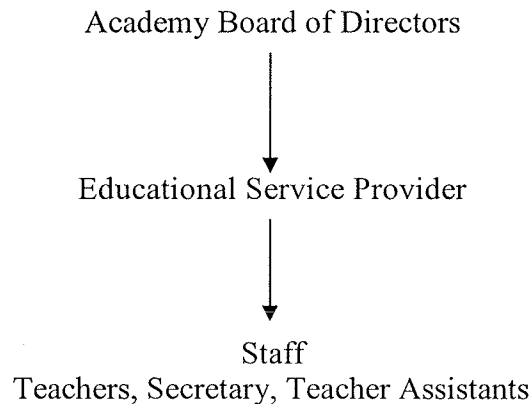 Academy Board of Directors
Educational Service Provider
Staff
Teachers, Secretary, Teacher Assistants